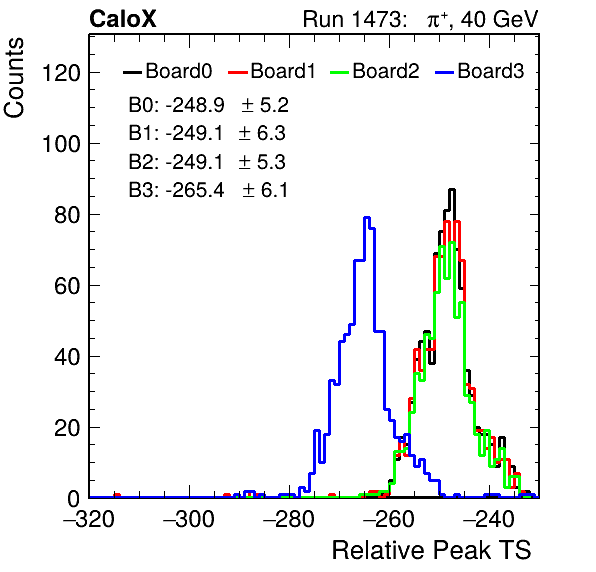 CaloX Run 1473: π⁺, 40 GeV
Counts
Board0 Board1 Board2 Board3
B0: -248.9 ± 5.2
B1: -249.1 ± 6.3
B2: -249.1 ± 5.3
B3: -265.4 ± 6.1
120
100
80
60
40
20
0
−320 −300 −280 −260 −240
Relative Peak TS